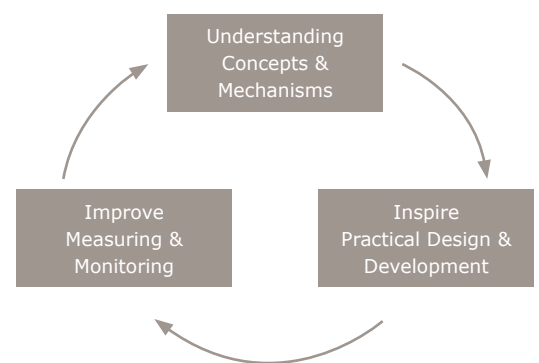 Understanding
Concepts &
Mechanisms
Improve
Measuring &
Monitoring
Inspire
Practical Design &
Development